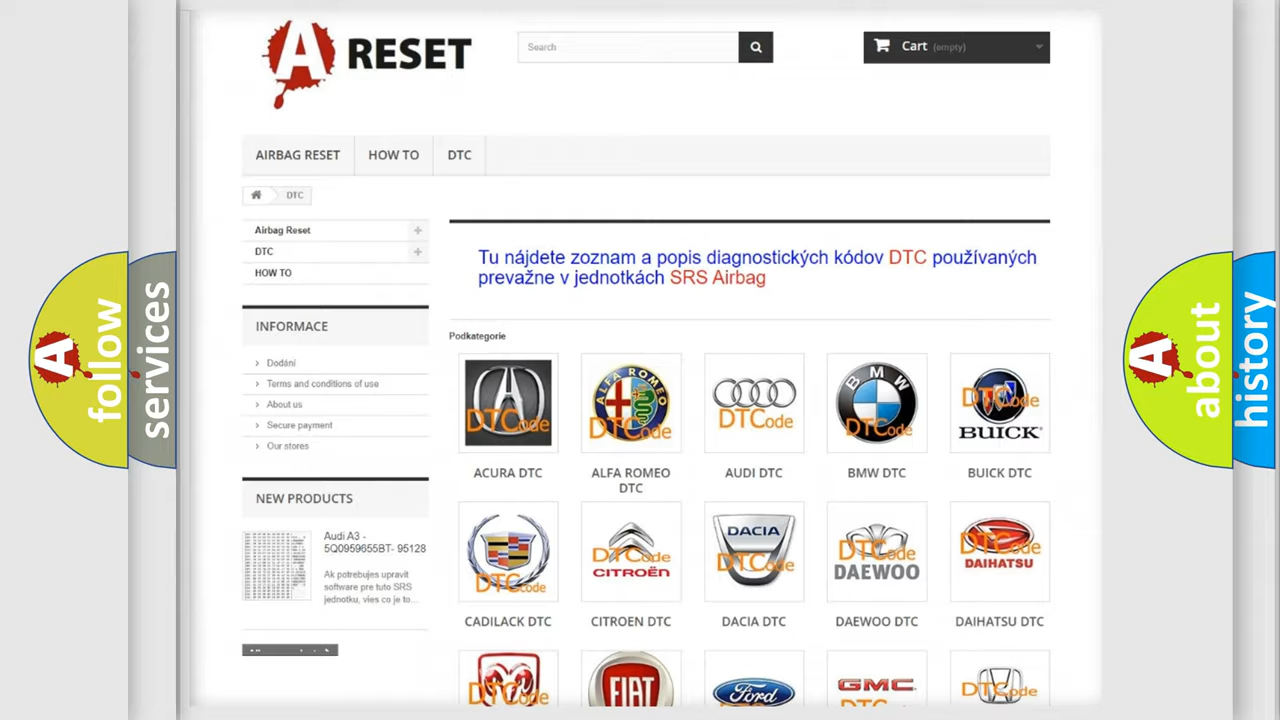 A RESET
Search
Cart (empty)
AIRBAG RESET
HOW TO
DTC
DTC
Airbag Reset
DTC
HOW TO
Tu nájdete zoznam a popis diagnostických kódov DTC používaných
prevažne v jednotkách SRS Airbag
INFORMACE
Dodání
Terms and conditions of use
About us
Secure payment
Our stores
NEW PRODUCTS
Audi A3 -
5Q0959655BT- 95128
Ak potrebujes upravit
software pre tuto SRS
jednotku, vies co je to...
Podkategorie
DTCode
ALFA ROMEO
DTCode
DTCode
BMW
DTCode
DTCode
BUICK
ACURA DTC
ALFA ROMEO
DTC
AUDI DTC
BMW DTC
BUICK DTC
DTCode
DTCode
CITROËN
DACIA
DTCode
DTCode
DAEWOO
DTCode
DAIHATSU
CADILACK DTC
CITROEN DTC
DACIA DTC
DAEWOO DTC
DAIHATSU DTC
DTCode
FIAT
Ford
GMC
DTCode
A follow
services
A about
history